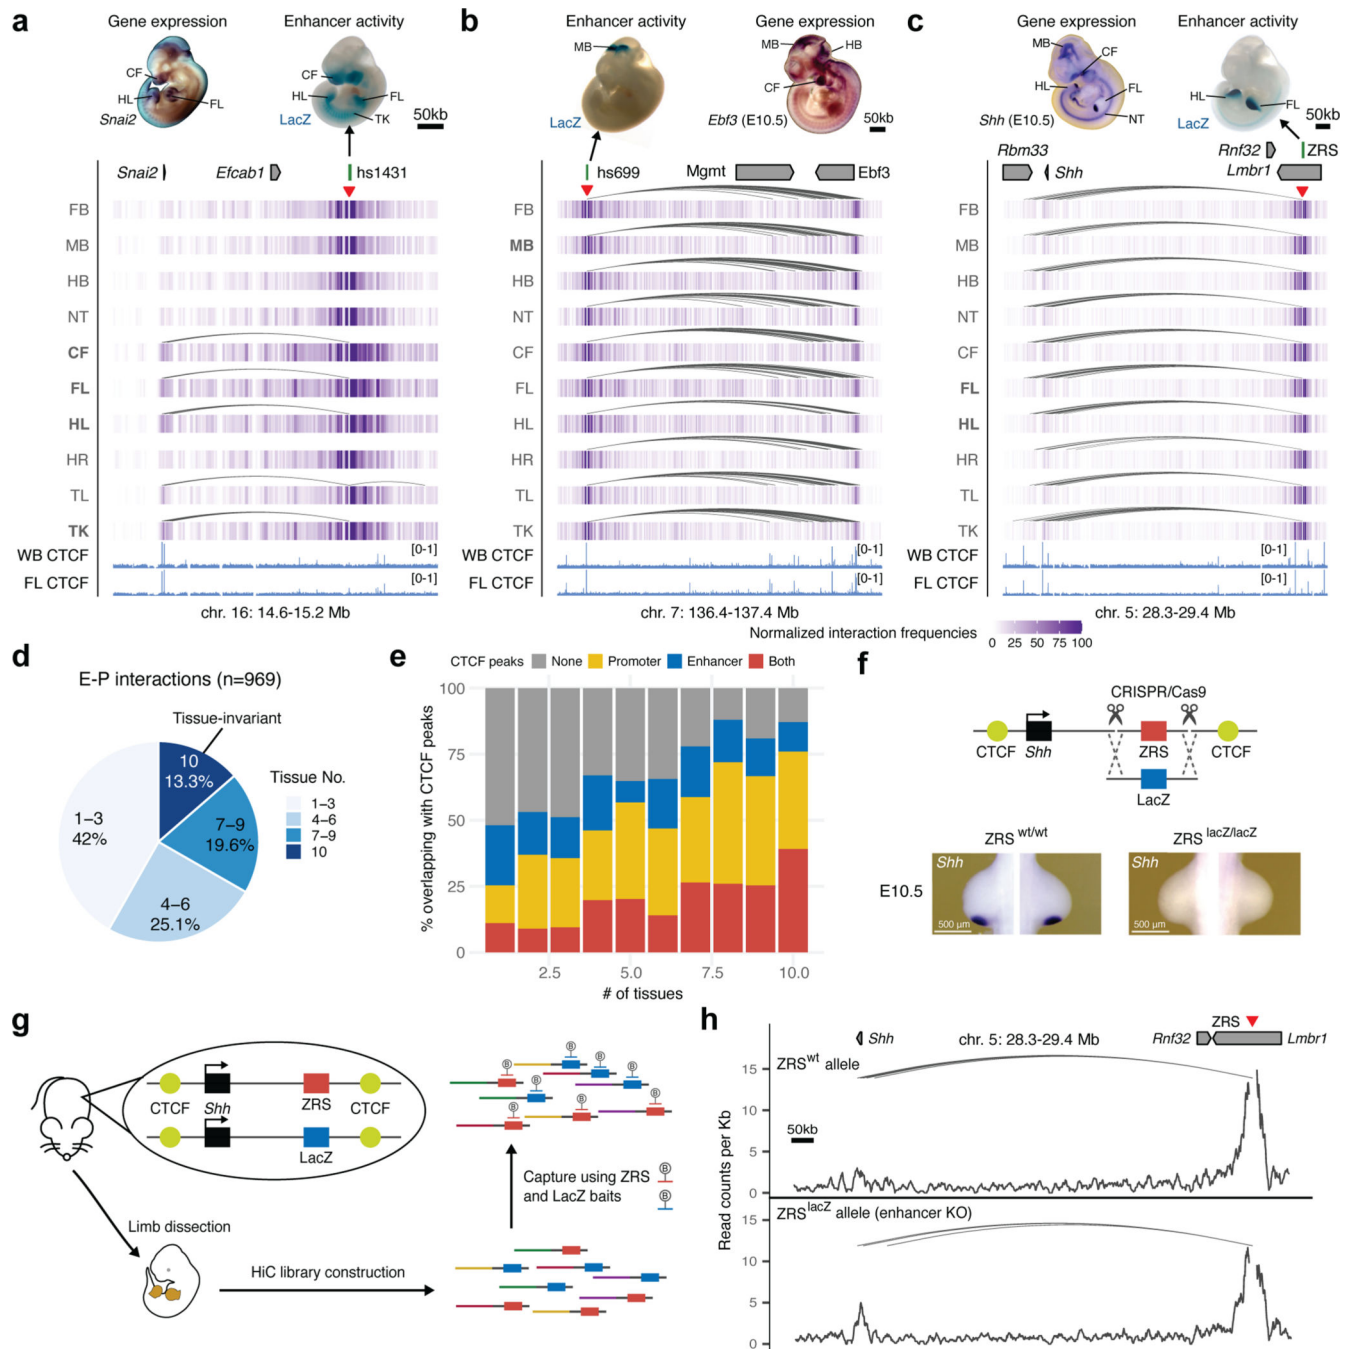 a
Gene expression
Enhancer activity
CF
HL
FL
Snai2
CF
HL
FL
TK
LacZ
50kb
Snai2
Efcab1
hs1431
FB
MB
HB
NT
CF
FL
HL
HR
TL
TK
WB CTCF
[0-1]
FL CTCF
[0-1]
chr. 16: 14.6-15.2 Mb
b
Enhancer activity
Gene expression
MB
LacZ
MB
HB
CF
Ebf3 (E10.5)
50kb
hs699
Mgmt
Ebf3
FB
MB
HB
NT
CF
FL
HL
HR
TL
TK
WB CTCF
[0-1]
FL CTCF
[0-1]
chr. 7: 136.4-137.4 Mb
c
Gene expression
Enhancer activity
MB
CF
HL
FL
NT
Shh (E10.5)
HL
FL
LacZ
50kb
Rbm33
Shh
Rnf32
ZRS
Lmbr1
FB
MB
HB
NT
CF
FL
HL
HR
TL
TK
WB CTCF
[0-1]
FL CTCF
[0-1]
chr. 5: 28.3-29.4 Mb
Normalized interaction frequencies
0 25 50 75 100
d
E-P interactions (n=969)
Tissue-invariant
10
13.3%
7–9
19.6%
4–6
25.1%
1–3
42%
Tissue No.
1–3
4–6
7–9
10
e
CTCF peaks None Promoter Enhancer Both
% overlapping with CTCF peaks
100
75
50
25
0
2.5 5.0 7.5 10.0
# of tissues
f
CRISPR/Cas9
CTCF Shh ZRS CTCF
LacZ
ZRS wt/wt
ZRS lacZ/lacZ
E10.5
Shh
500 µm
Shh
500 µm
g
CTCF Shh ZRS CTCF
LacZ
Limb dissection
HiC library construction
Capture using ZRS
and LacZ baits
B
B
B
B
B
B
B
B
B
B
h
ZRS
Shh
chr. 5: 28.3-29.4 Mb
Rnf32
Lmbr1
ZRS wt allele
50kb
Read counts per Kb
15
10
5
0
ZRS lacZ allele (enhancer KO)
15
10
5
0